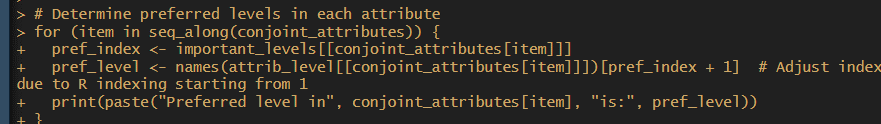 > # Determine preferred levels in each attribute
> for (item in seq_along(conjoint_attributes)) {
+   pref_index <- important_levels[[conjoint_attributes[item]]]
+   pref_level <- names(attrib_level[[conjoint_attributes[item]]])[pref_index + 1]  # Adjust index
due to R indexing starting from 1
+   print(paste("Preferred level in", conjoint_attributes[item], "is:", pref_level))
+ }